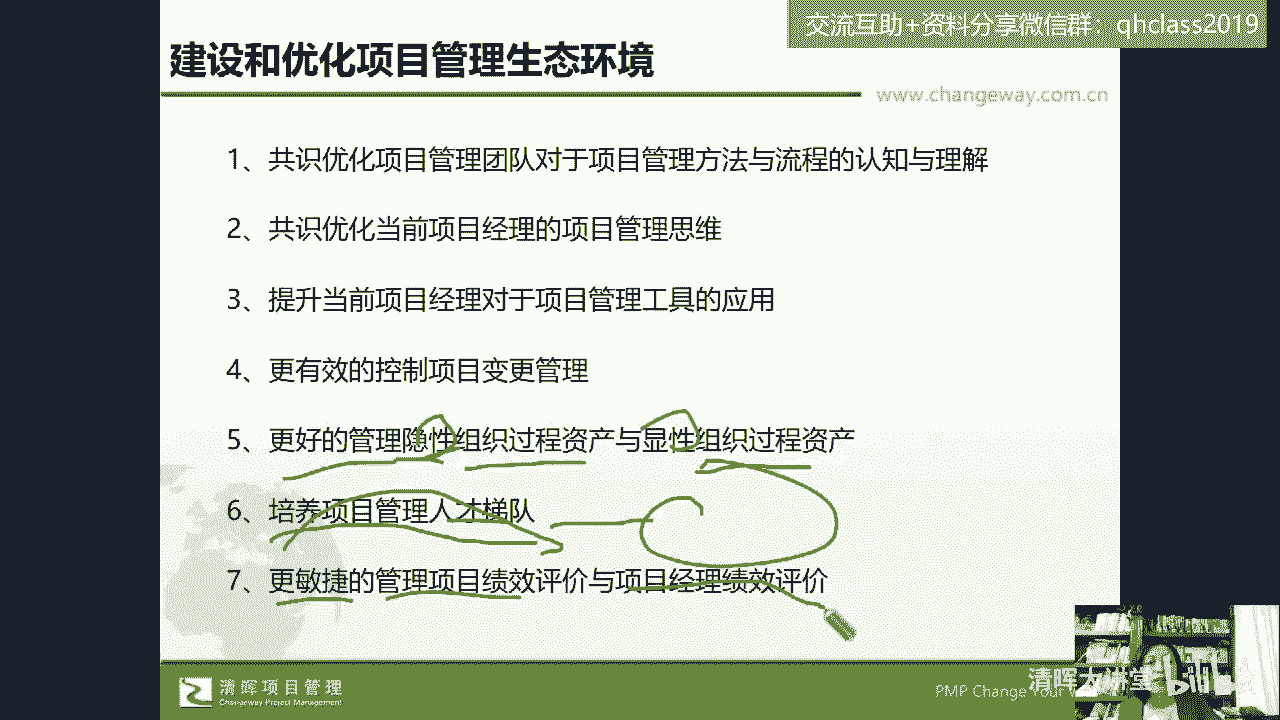 交流互助+资料分享微信群：qhclass2019
建设和优化项目管理生态环境
www.changeway.com.cn
1、共识优化项目管理团队对于项目管理方法与流程的认知与理解
2、共识优化当前项目经理的项目管理思维
3、提升当前项目经理对于项目管理工具的应用
4、更有效的控制项目变更管理
5、更好的管理隐性组织过程资产与显性组织过程资产
6、培养项目管理人才梯队
7、更敏捷的管理项目绩效评价与项目经理绩效评价
清晖项目管理
Changeway Project Management
PMP Change Your
清晖大讲堂 bilibili